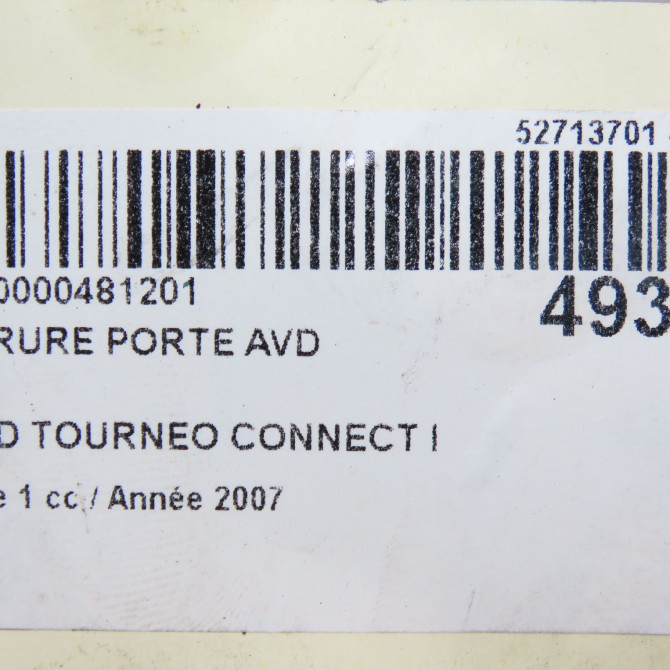 52713701
0000481201
493
RURE PORTE AVD
D TOURNEO CONNECT I
e 1 cc / Année 2007